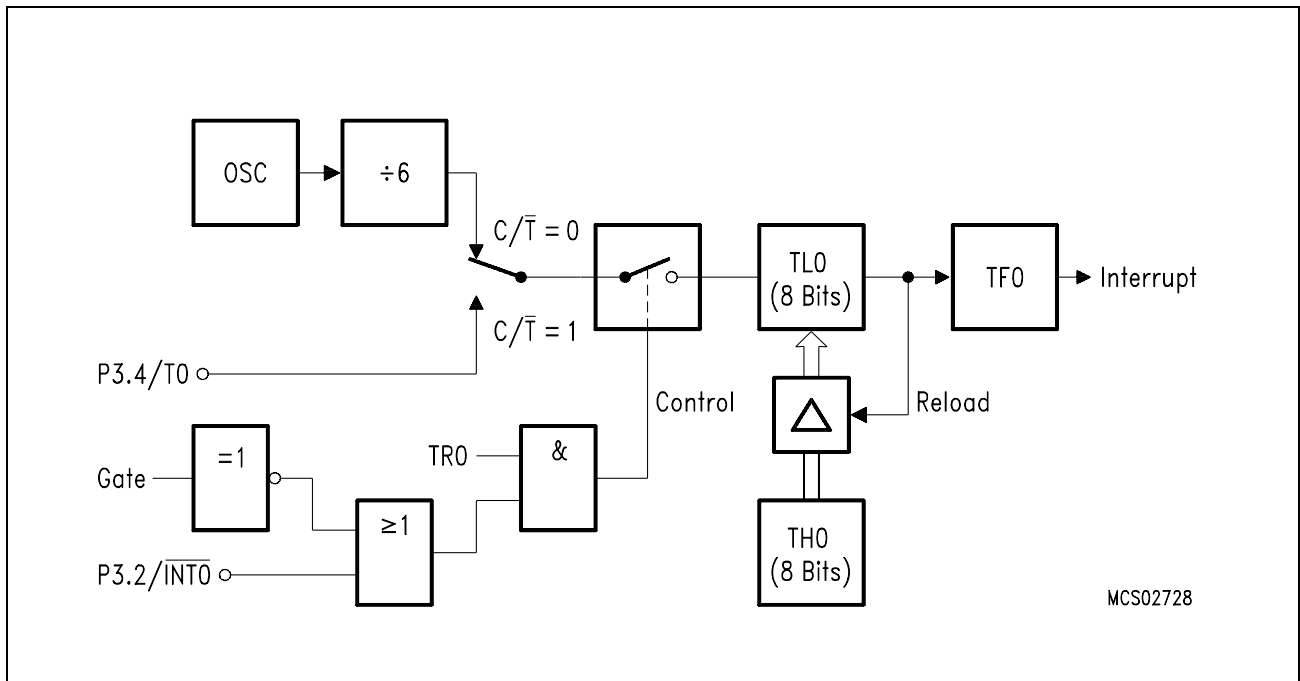 OSC
÷6
C/T̅ = 0
TL0
(8 Bits)
TF0
Interrupt
C/T̅ = 1
P3.4/T0
Control
Reload
=1
TR0
&
Gate
≥1
TH0
(8 Bits)
P3.2/I̅N̅T̅0̅
MCS02728